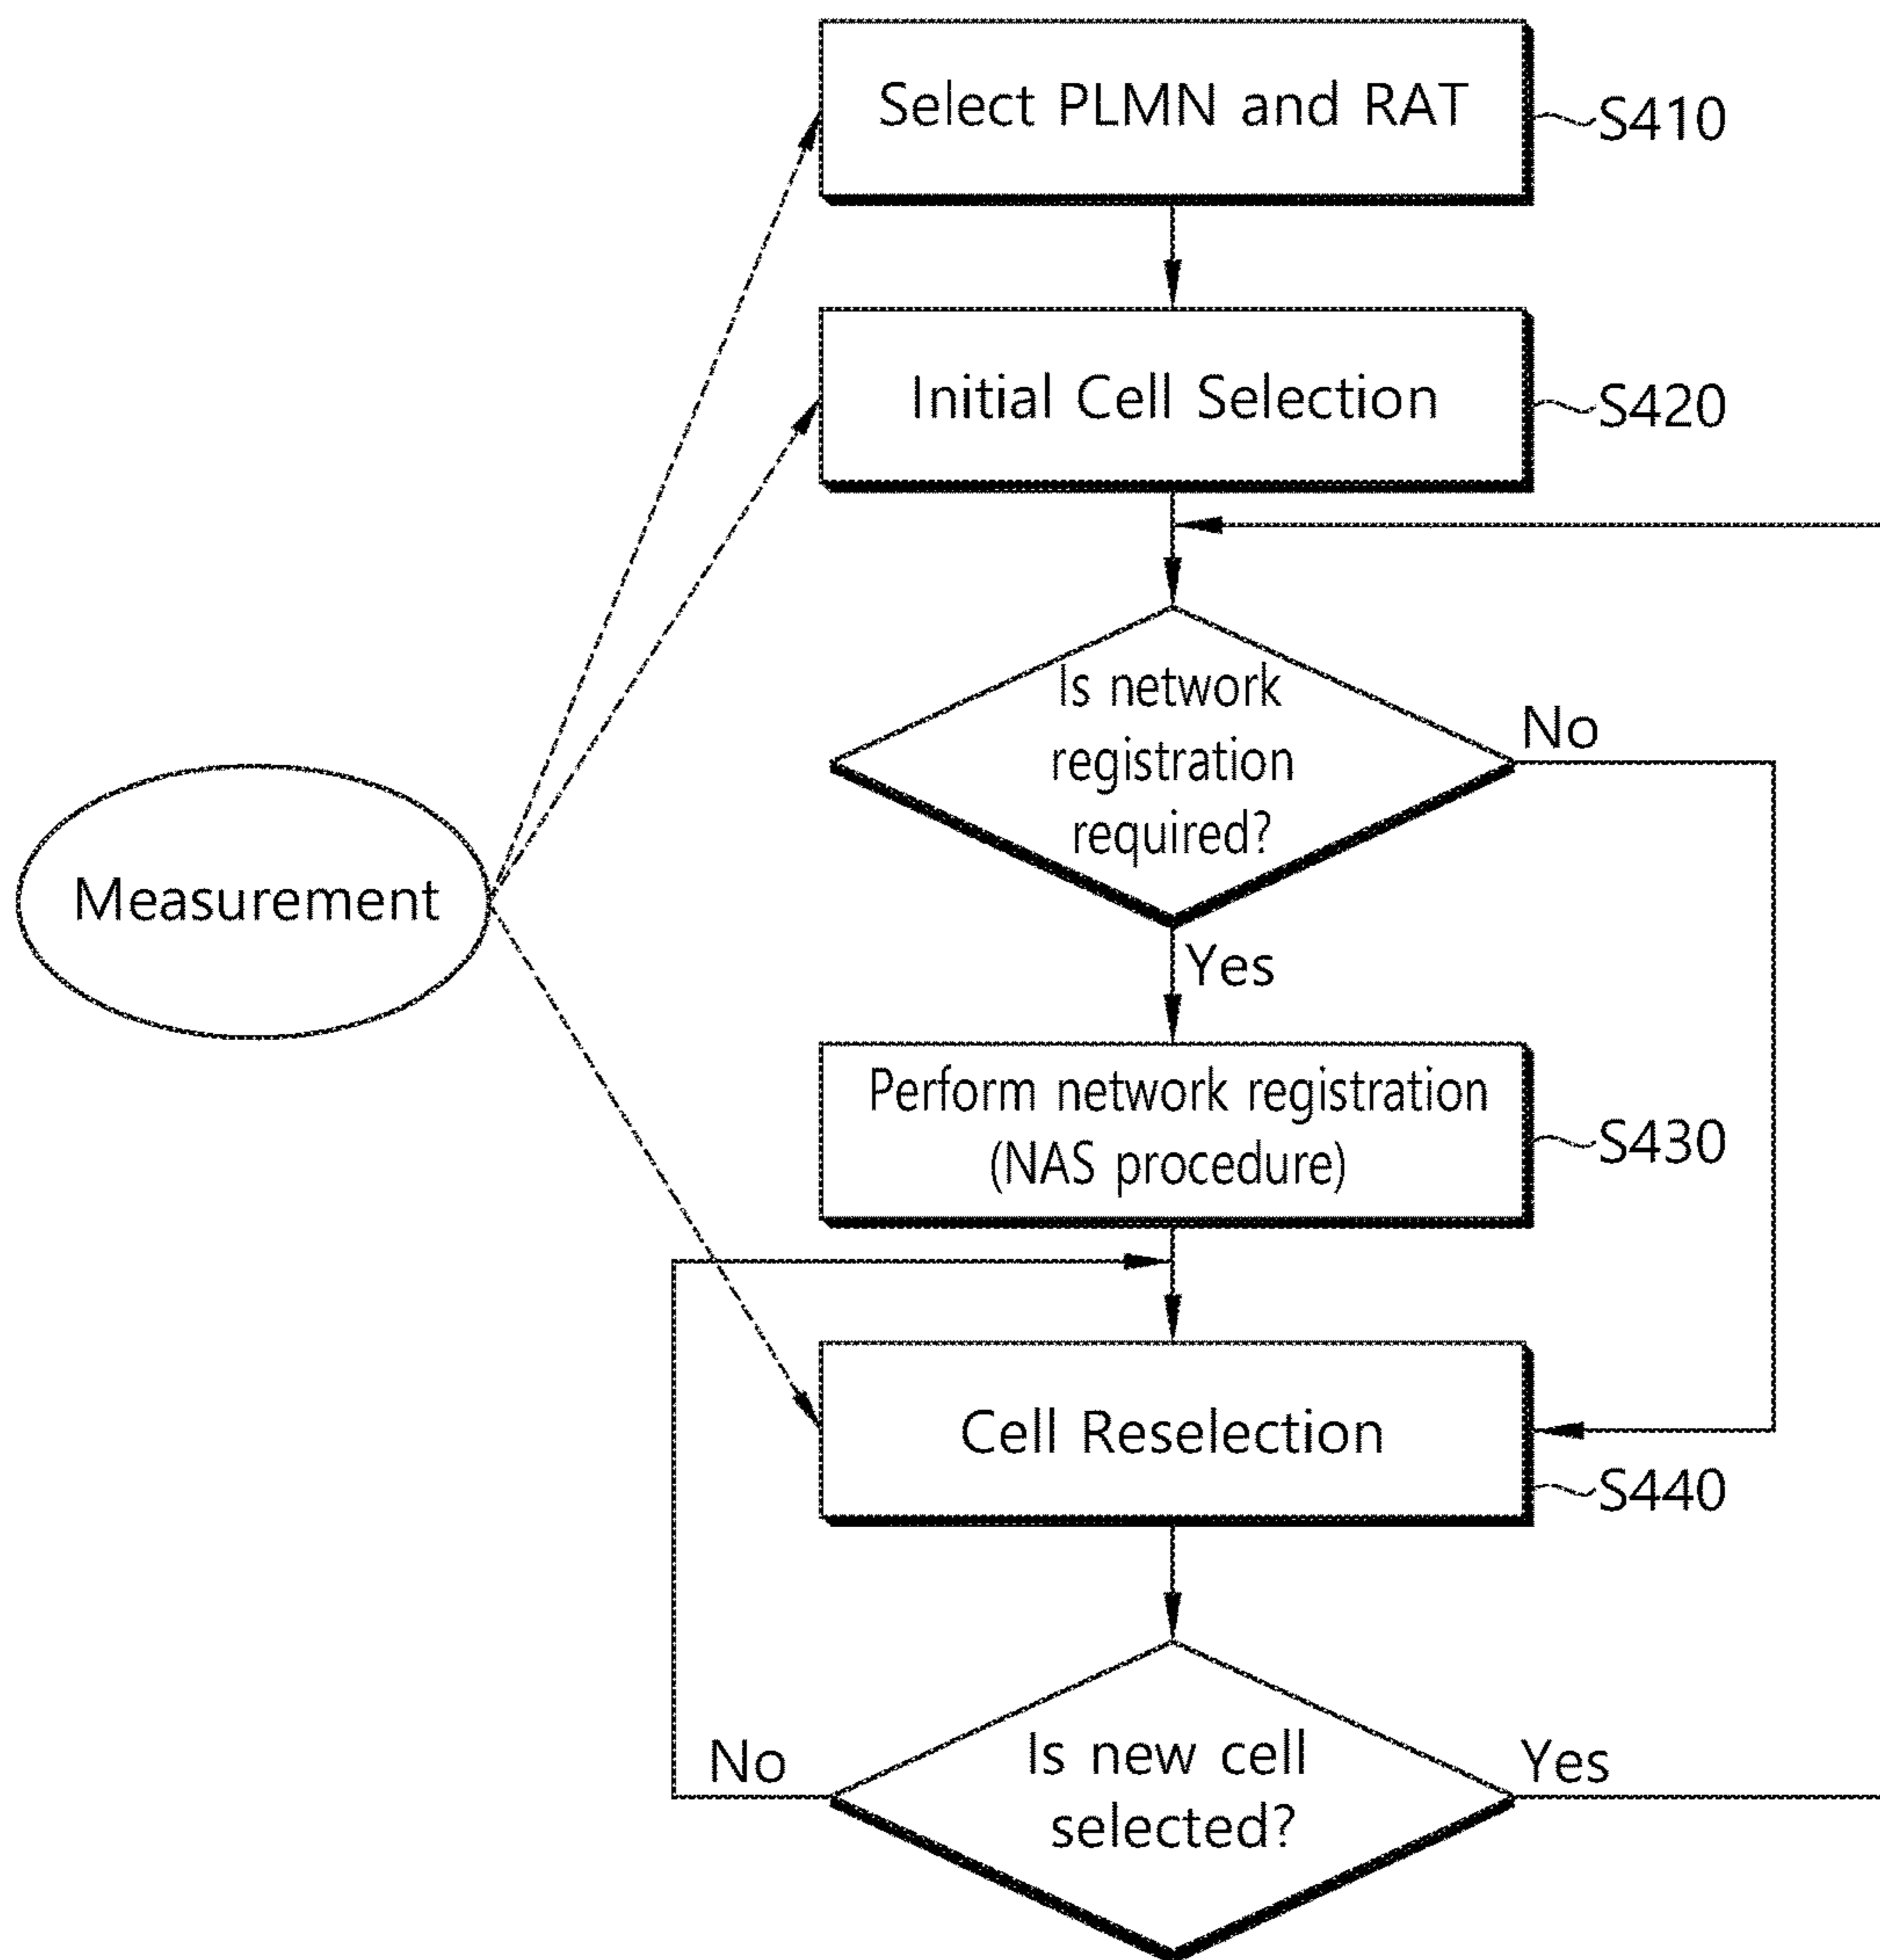 Select PLMN and RAT
S410
Initial Cell Selection
S420
Is network
registration
required?
No
Measurement
Yes
Perform network registration
(NAS procedure)
S430
Cell Reselection
S440
No
Is new cell
selected?
Yes